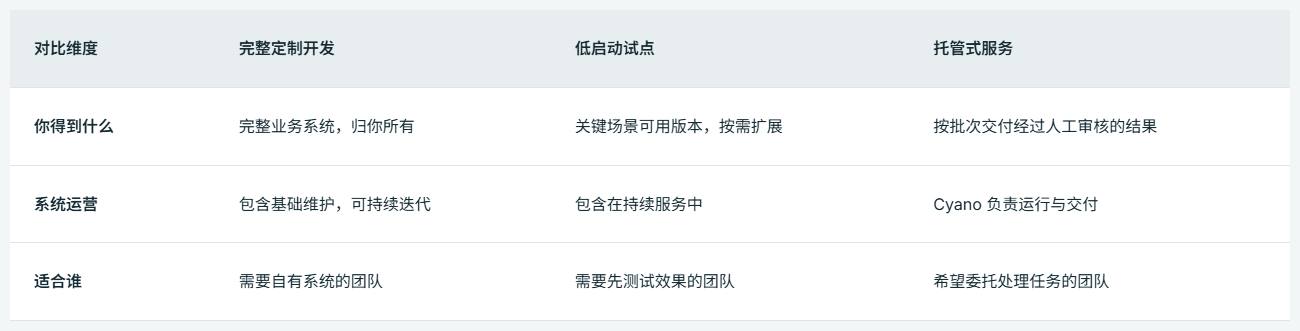 对比维度 完整定制开发 低启动试点 托管式服务
你得到什么 完整业务系统，归你所有 关键场景可用版本，按需扩展 按批次交付经过人工审核的结果
系统运营 包含基础维护，可持续迭代 包含在持续服务中 Cyano 负责运行与交付
适合谁 需要自有系统的团队 需要先测试效果的团队 希望委托处理任务的团队